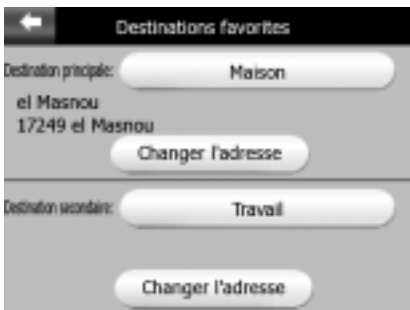 Destinations favorites
Destination principale: Maison
el Masnou
17249 el Masnou
Changer l'adresse
Destination secondaire: Travail
Changer l'adresse